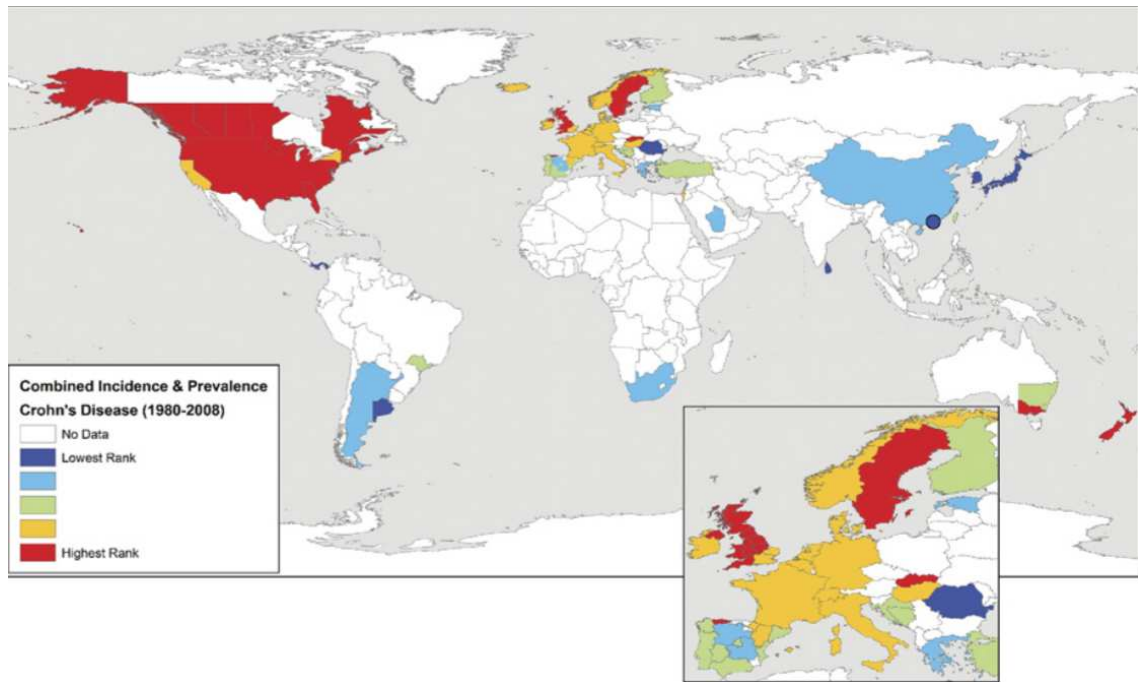 Combined Incidence & Prevalence
Crohn's Disease (1980-2008)
No Data
Lowest Rank
Highest Rank